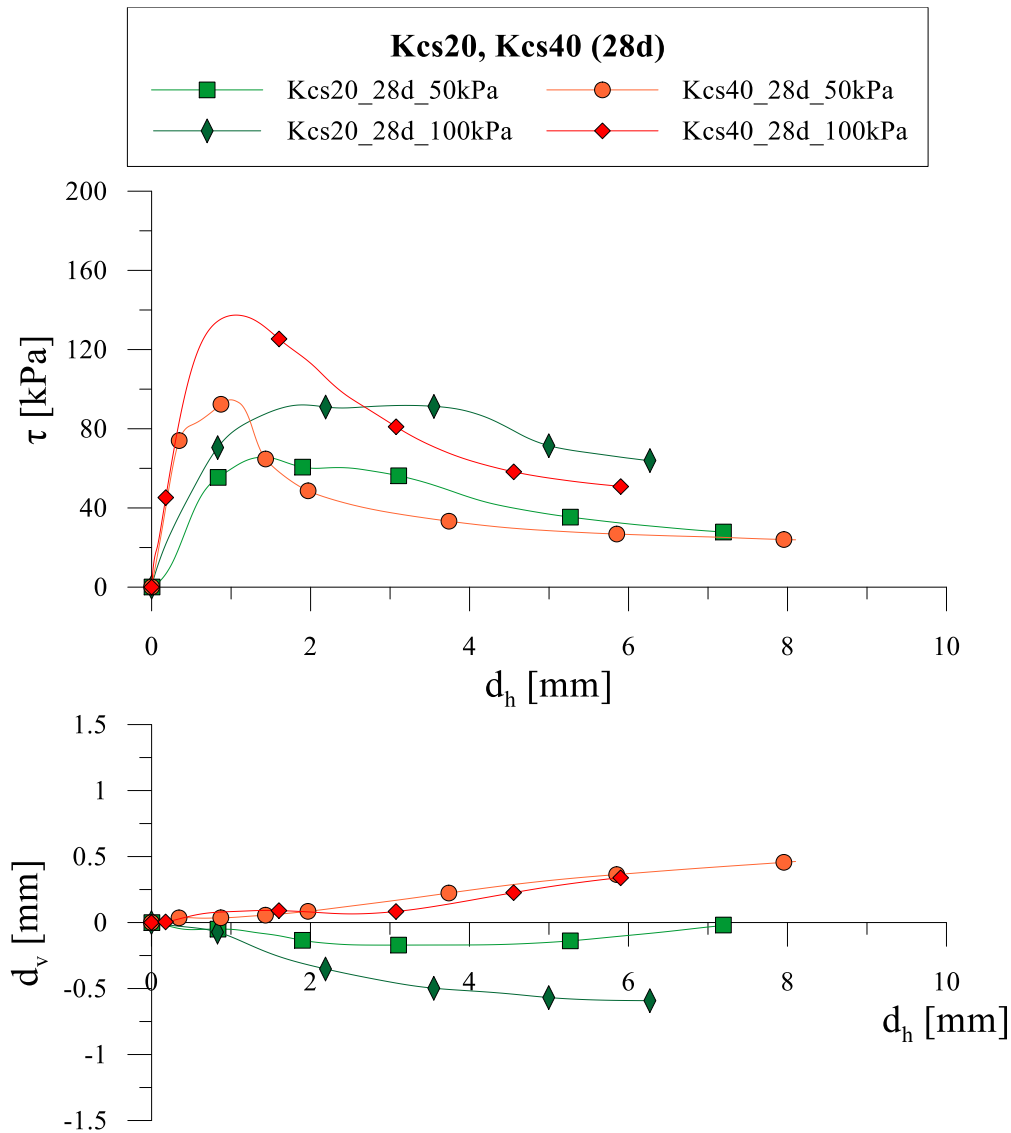 Kcs20, Kcs40 (28d)
Kcs20_28d_50kPa Kcs40_28d_50kPa
Kcs20_28d_100kPa Kcs40_28d_100kPa
200
160
120
80
40
0
τ [kPa]
0 2 4 6 8 10
d_h [mm]
1.5
1
0.5
0
-0.5
-1
-1.5
d_v [mm]
0 2 4 6 8 10
d_h [mm]